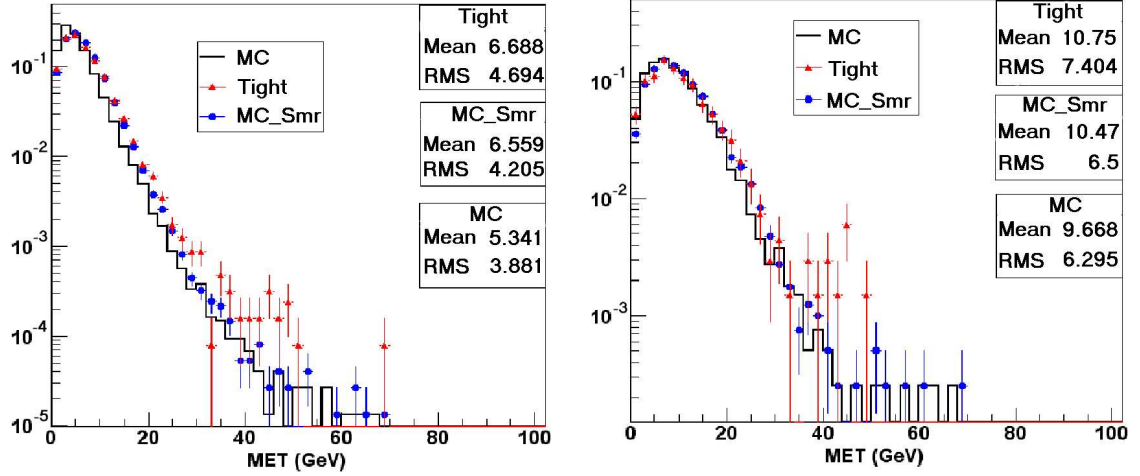 Tight
Mean 6.688
RMS 4.694
MC_Smr
Mean 6.559
RMS 4.205
MC
Mean 5.341
RMS 3.881
MC
Tight
MC_Smr
10^-1
10^-2
10^-3
10^-4
10^-5
0 20 40 60 80 100
MET (GeV)
Tight
Mean 10.75
RMS 7.404
MC_Smr
Mean 10.47
RMS 6.5
MC
Mean 9.668
RMS 6.295
MC
Tight
MC_Smr
10^-1
10^-2
10^-3
0 20 40 60 80 100
MET (GeV)